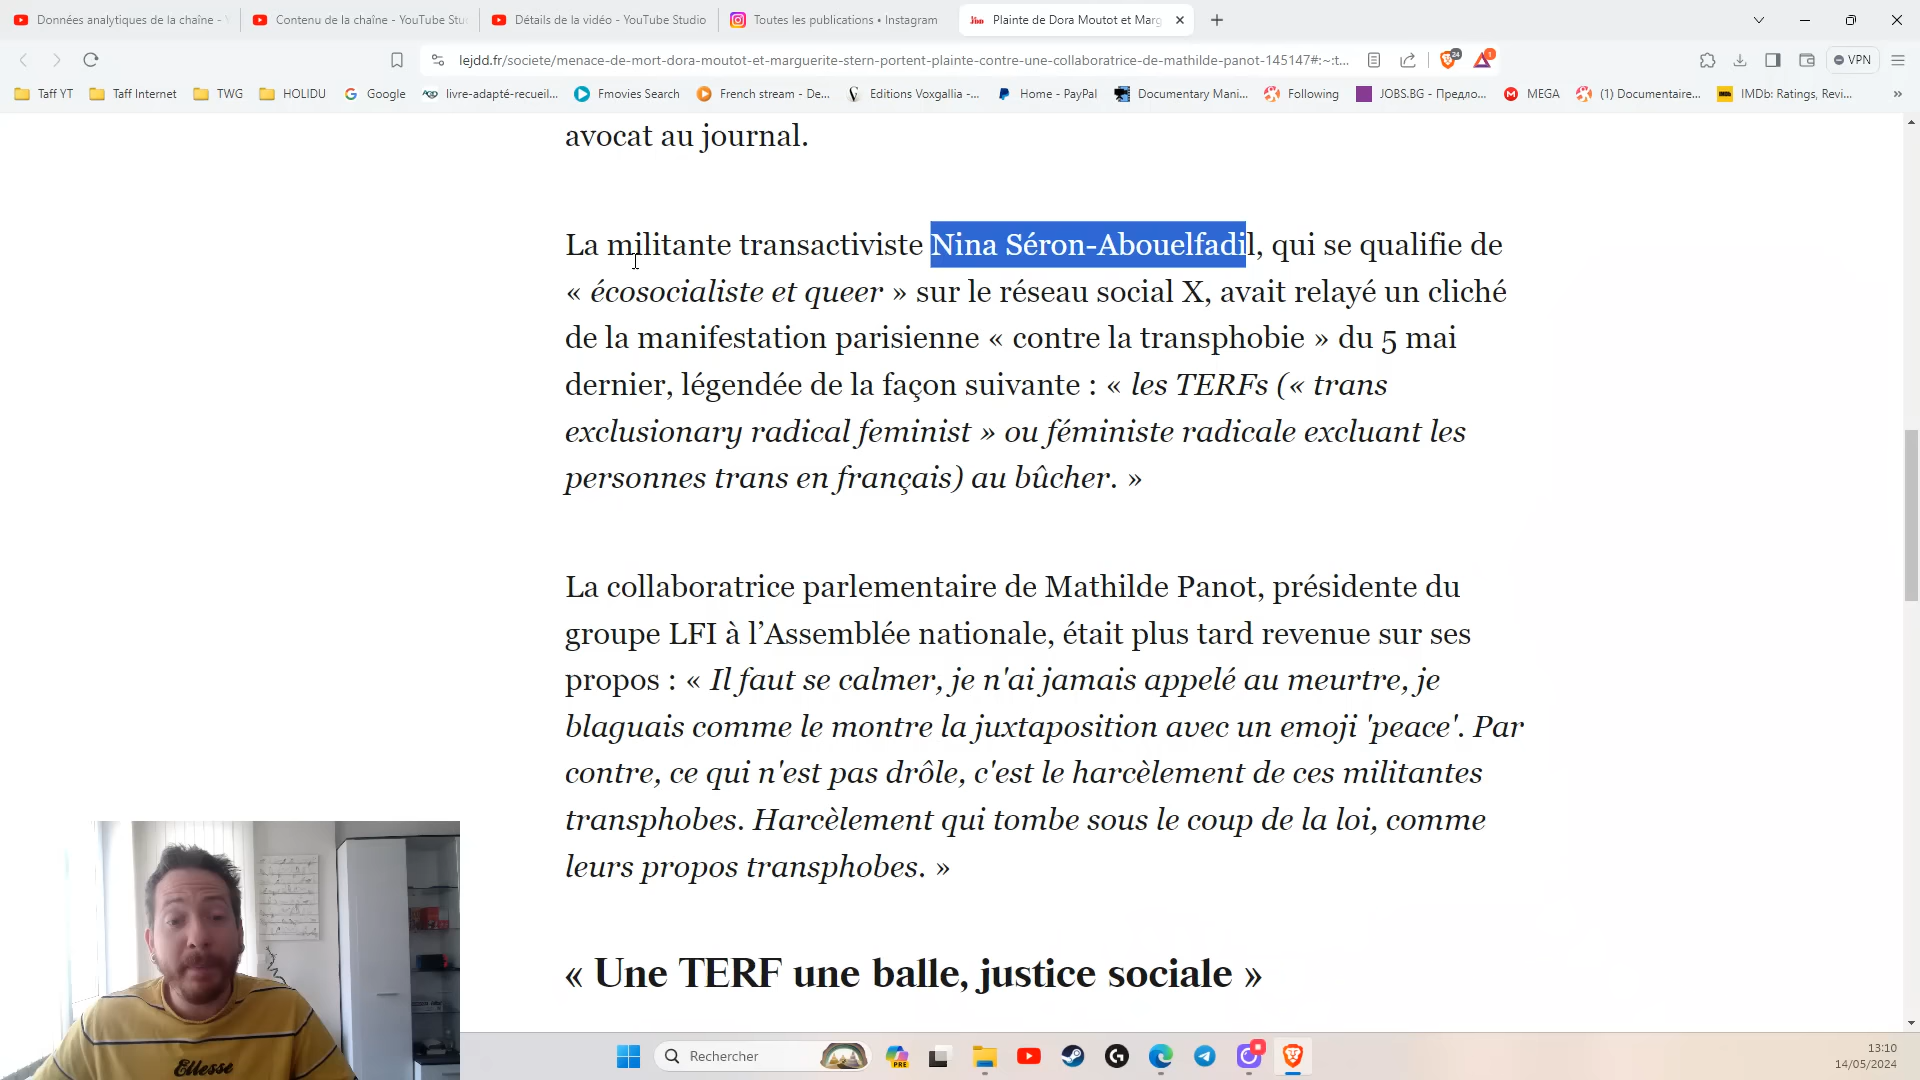 Données analytiques de la chaîne - Y
Contenu de la chaîne - YouTube Stu
Détails de la vidéo - YouTube Studio
Toutes les publications • Instagram
Plainte de Dora Moutot et Marg
lejdd.fr/societe/menace-de-mort-dora-moutot-et-marguerite-stern-portent-plainte-contre-une-collaboratrice-de-mathilde-panot-145147#:~:t...
24
1
VPN
Taff YT
Taff Internet
TWG
HOLIDU
Google
livre-adapté-recueil...
Fmovies Search
French stream - De...
Editions Voxgallia -...
Home - PayPal
Documentary Mani...
Following
JOBS.BG - Предло...
MEGA
(1) Documentaire...
IMDb: Ratings, Revi...
avocat au journal.
La militante transactiviste Nina Séron-Abouelfadil, qui se qualifie de
« écosocialiste et queer » sur le réseau social X, avait relayé un cliché
de la manifestation parisienne « contre la transphobie » du 5 mai
dernier, légendée de la façon suivante : « les TERFs (« trans
exclusionary radical feminist » ou féministe radicale excluant les
personnes trans en français) au bûcher. »
La collaboratrice parlementaire de Mathilde Panot, présidente du
groupe LFI à l’Assemblée nationale, était plus tard revenue sur ses
propos : « Il faut se calmer, je n'ai jamais appelé au meurtre, je
blaguais comme le montre la juxtaposition avec un emoji 'peace'. Par
contre, ce qui n'est pas drôle, c'est le harcèlement de ces militantes
transphobes. Harcèlement qui tombe sous le coup de la loi, comme
leurs propos transphobes. »
« Une TERF une balle, justice sociale »
Ellesse
Rechercher
PRE
13:10
14/05/2024